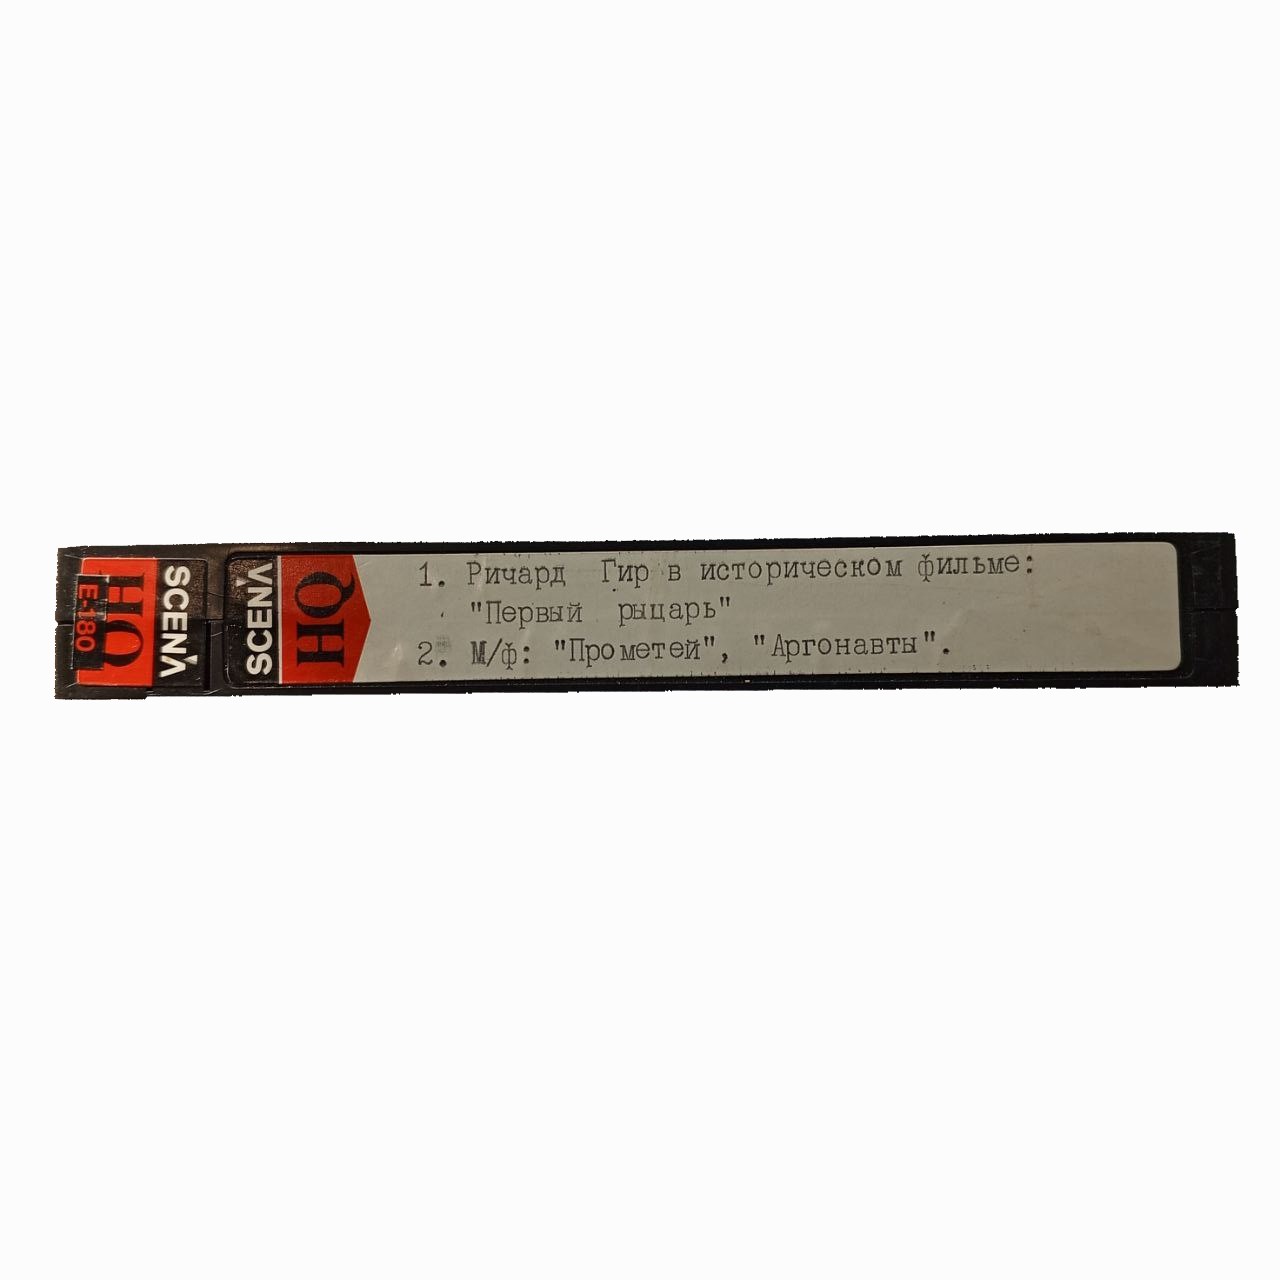 SCENA
HQ
E-180
SCENA
HQ
1. Ричард Гир в историческом фильме:
"Первый рыцарь"
2. М/ф: "Прометей", "Аргонавты".